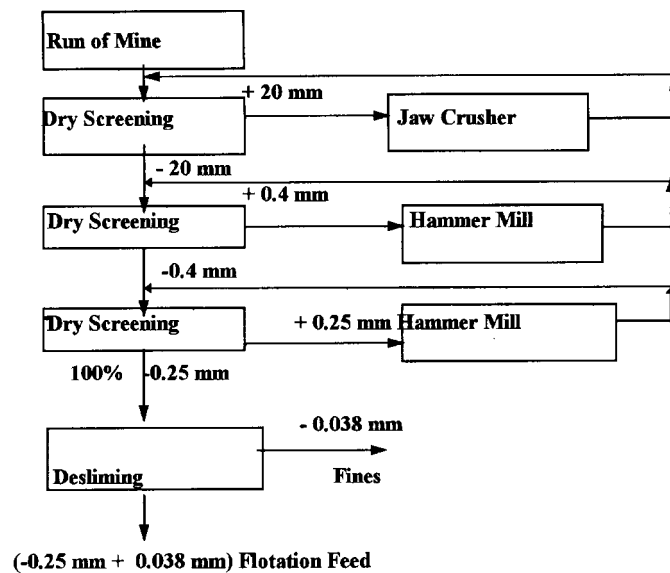 Run of Mine
+ 20 mm
Dry Screening
Jaw Crusher
- 20 mm
+ 0.4 mm
Dry Screening
Hammer Mill
-0.4 mm
Dry Screening
+ 0.25 mm Hammer Mill
100% -0.25 mm
- 0.038 mm
Desliming
Fines
(-0.25 mm + 0.038 mm) Flotation Feed